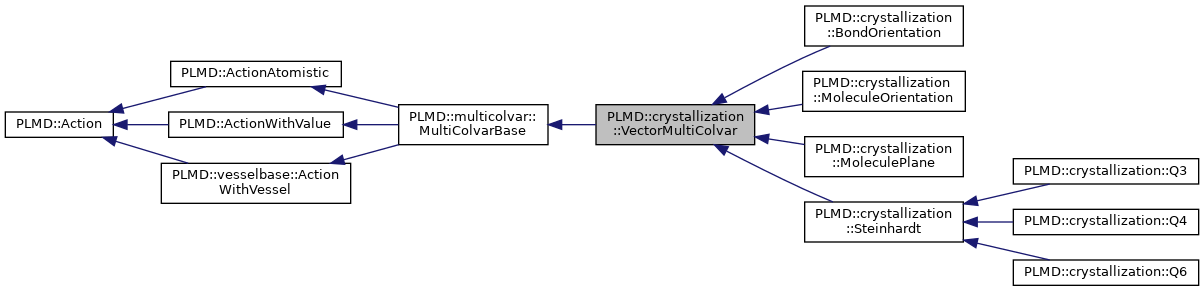 PLMD::Action
PLMD::ActionAtomistic
PLMD::ActionWithValue
PLMD::vesselbase::Action
WithVessel
PLMD::multicolvar::
MultiColvarBase
PLMD::crystallization
::VectorMultiColvar
PLMD::crystallization
::BondOrientation
PLMD::crystallization
::MoleculeOrientation
PLMD::crystallization
::MoleculePlane
PLMD::crystallization
::Steinhardt
PLMD::crystallization::Q3
PLMD::crystallization::Q4
PLMD::crystallization::Q6